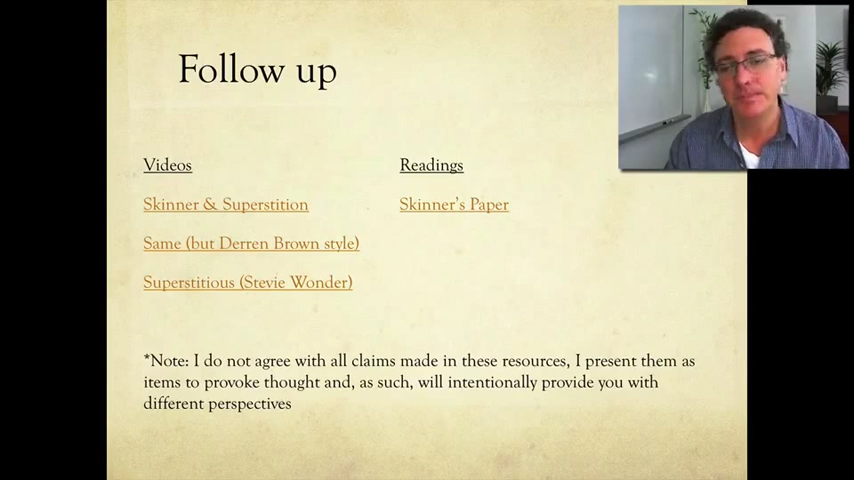 Follow up
Videos
Skinner & Superstition
Same (but Derren Brown style)
Superstitious (Stevie Wonder)
Readings
Skinner's Paper
*Note: I do not agree with all claims made in these resources, I present them as
items to provoke thought and, as such, will intentionally provide you with
different perspectives